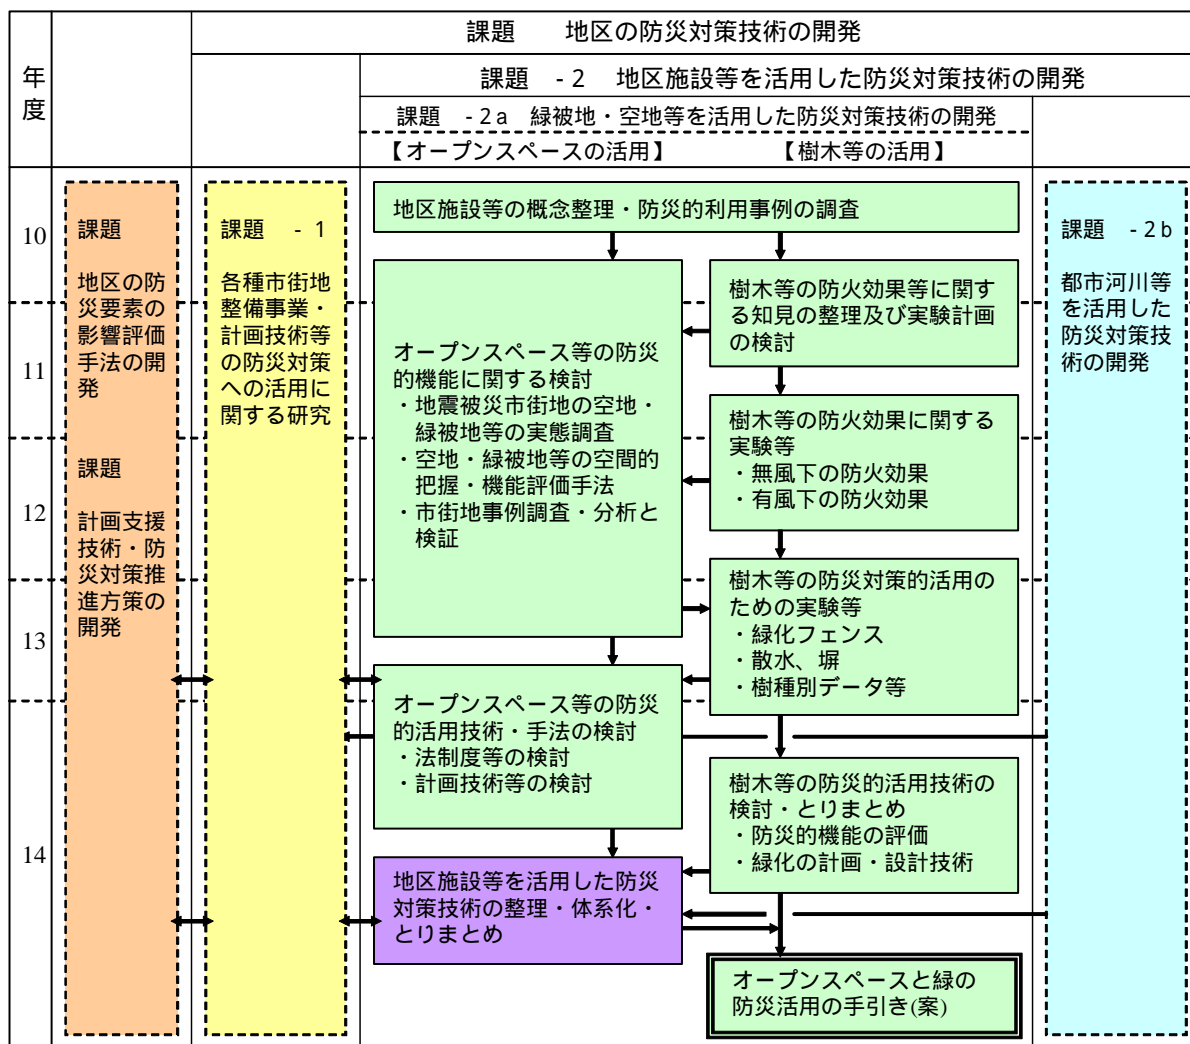 課題　　地区の防災対策技術の開発
年度
課題　-2　地区施設等を活用した防災対策技術の開発
課題　-2a　緑被地・空地等を活用した防災対策技術の開発
【オープンスペースの活用】
【樹木等の活用】
10
11
12
13
14
課題
地区の防
災要素の
影響評価
手法の開
発
課題
計画支援
技術・防
災対策推
進方策の
開発
課題　- 1
各種市街地
整備事業・
計画技術等
の防災対策
への活用に
関する研究
地区施設等の概念整理・防災的利用事例の調査
オープンスペース等の防災
的機能に関する検討
・地震被災市街地の空地・
緑被地等の実態調査
・空地・緑被地等の空間的
把握・機能評価手法
・市街地事例調査・分析と
検証
樹木等の防火効果等に関す
る知見の整理及び実験計画
の検討
樹木等の防火効果に関する
実験等
・無風下の防火効果
・有風下の防火効果
樹木等の防災対策的活用の
ための実験等
・緑化フェンス
・散水、塀
・樹種別データ等
オープンスペース等の防災
的活用技術・手法の検討
・法制度等の検討
・計画技術等の検討
樹木等の防災的活用技術の
検討・とりまとめ
・防災的機能の評価
・緑化の計画・設計技術
地区施設等を活用した防災
対策技術の整理・体系化・
とりまとめ
オープンスペースと緑の
防災活用の手引き(案)
課題　-2b
都市河川等
を活用した
防災対策技
術の開発